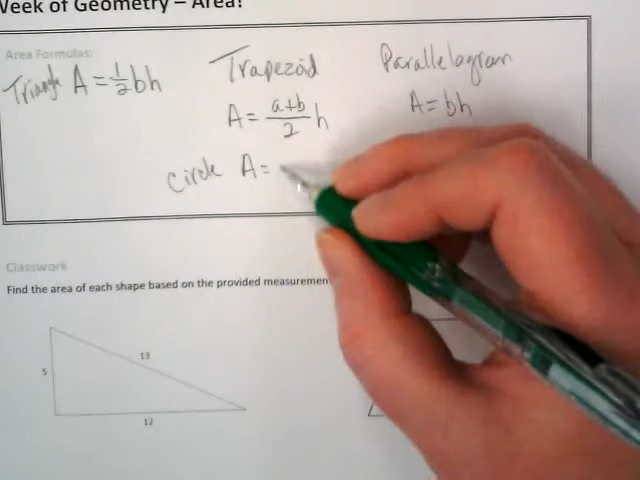 Week of Geometry – Area!
Area Formulas:
Triangle A = 1/2 bh
Trapezoid
A = a+b/2 h
Parallelogram
A = bh
Circle A =
Classwork
Find the area of each shape based on the provided
13
5
12